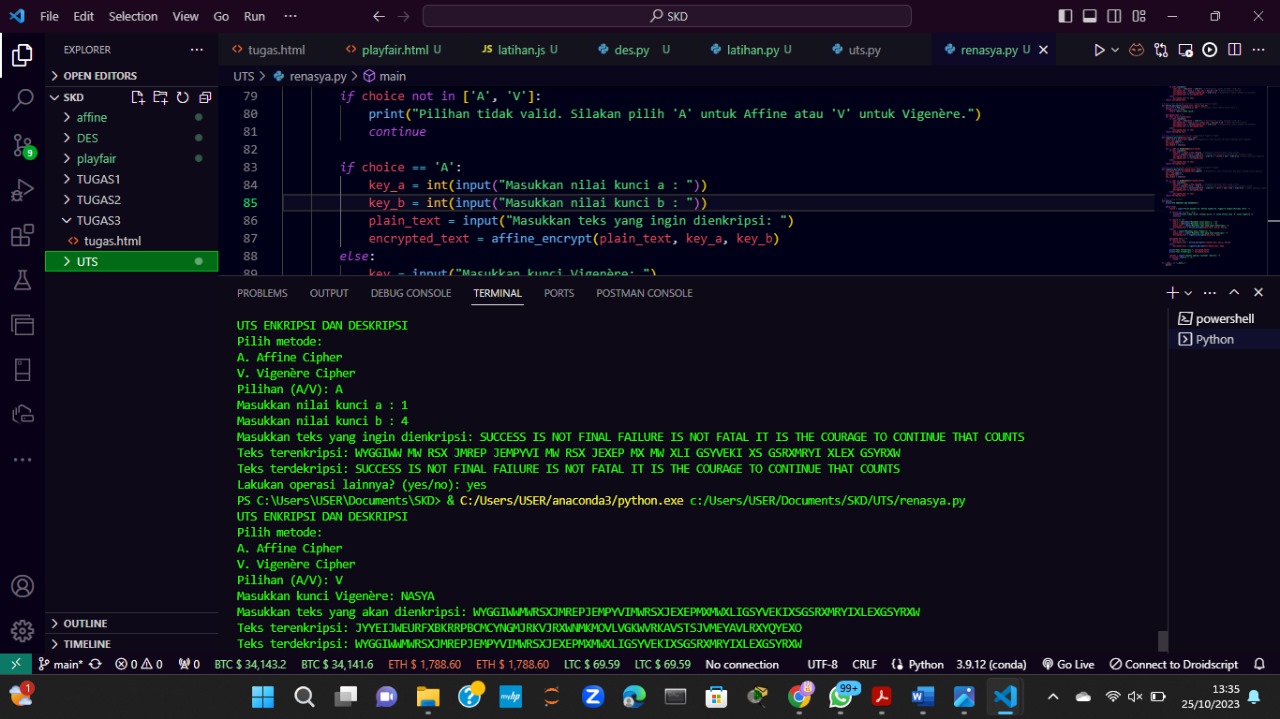 File Edit Selection View Go Run ··· SKD
EXPLORER ···
tugas.html playfair.html U JS latihan.js U des.py U latihan.py U uts.py renasya.py U
OPEN EDITORS
SKD
affine
DES
playfair
TUGAS1
TUGAS2
TUGAS3
tugas.html
UTS
OUTLINE
TIMELINE
UTS > renasya.py > main
79 if choice not in ['A', 'V']:
80 print("Pilihan tidak valid. Silakan pilih 'A' untuk Affine atau 'V' untuk Vigenère.")
81 continue
82
83 if choice == 'A':
84 key_a = int(input("Masukkan nilai kunci a : "))
85 key_b = int(input("Masukkan nilai kunci b : "))
86 plain_text = input("Masukkan teks yang ingin dienkripsi: ")
87 encrypted_text = affine_encrypt(plain_text, key_a, key_b)
88 else:
89 key = input("Masukkan kunci Vigenère: ")
PROBLEMS OUTPUT DEBUG CONSOLE TERMINAL PORTS POSTMAN CONSOLE
powershell
Python
UTS ENKRIPSI DAN DESKRIPSI
Pilih metode:
A. Affine Cipher
V. Vigenère Cipher
Pilihan (A/V): A
Masukkan nilai kunci a : 1
Masukkan nilai kunci b : 4
Masukkan teks yang ingin dienkripsi: SUCCESS IS NOT FINAL FAILURE IS NOT FATAL IT IS THE COURAGE TO CONTINUE THAT COUNTS
Teks terenkripsi: WYGGIWW MW RSX JMREP JEMPYVI MW RSX JEXEP MX MW XLI GSYVEKI XS GSRXMRYI XLEX GSYRXW
Teks terdekripsi: SUCCESS IS NOT FINAL FAILURE IS NOT FATAL IT IS THE COURAGE TO CONTINUE THAT COUNTS
Lakukan operasi lainnya? (yes/no): yes
PS C:\Users\USER\Documents\SKD> & C:/Users/USER/anaconda3/python.exe c:/Users/USER/Documents/SKD/UTS/renasya.py
UTS ENKRIPSI DAN DESKRIPSI
Pilih metode:
A. Affine Cipher
V. Vigenère Cipher
Pilihan (A/V): V
Masukkan kunci Vigenère: NASYA
Masukkan teks yang akan dienkripsi: WYGGIWWMWRSXJMREPJEMPYVIMWRSXJEXEPMXMWXLIGSYVEKIXSGSRXMRYIXLEXGSYRXW
Teks terenkripsi: JYYEIJWEURFXBKRRPBCMCYNGMJRKVJRXWNMKMOVLVGKWVRKAVSTSJVMEYAVLRXYQYEXO
Teks terdekripsi: WYGGIWWMWRSXJMREPJEMPYVIMWRSXJEXEPMXMWXLIGSYVEKIXSGSRXMRYIXLEXGSYRXW
main* 0 0 0 BTC $ 34,143.2 BTC $ 34,141.6 ETH $ 1,788.60 ETH $ 1,788.60 LTC $ 69.59 LTC $ 69.59 No connection UTF-8 CRLF Python 3.9.12 (conda) Go Live Connect to Droidscript
13:35
25/10/2023